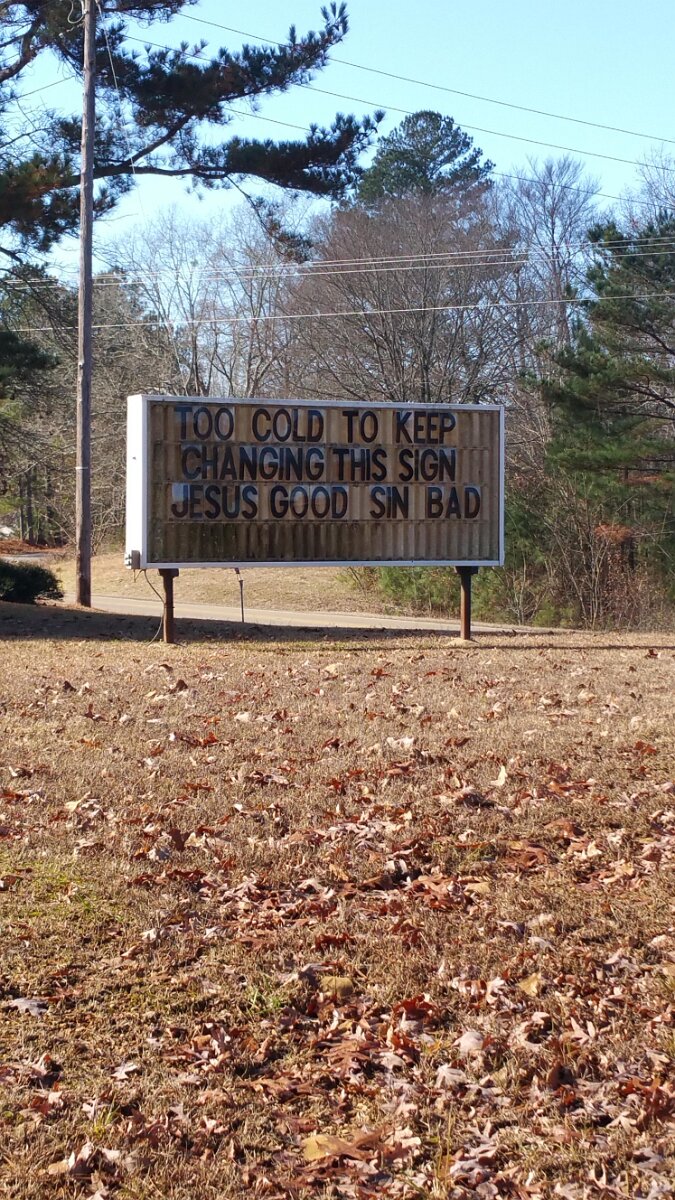 TOO COLD TO KEEP
CHANGING THIS SIGN
JESUS GOOD SIN BAD